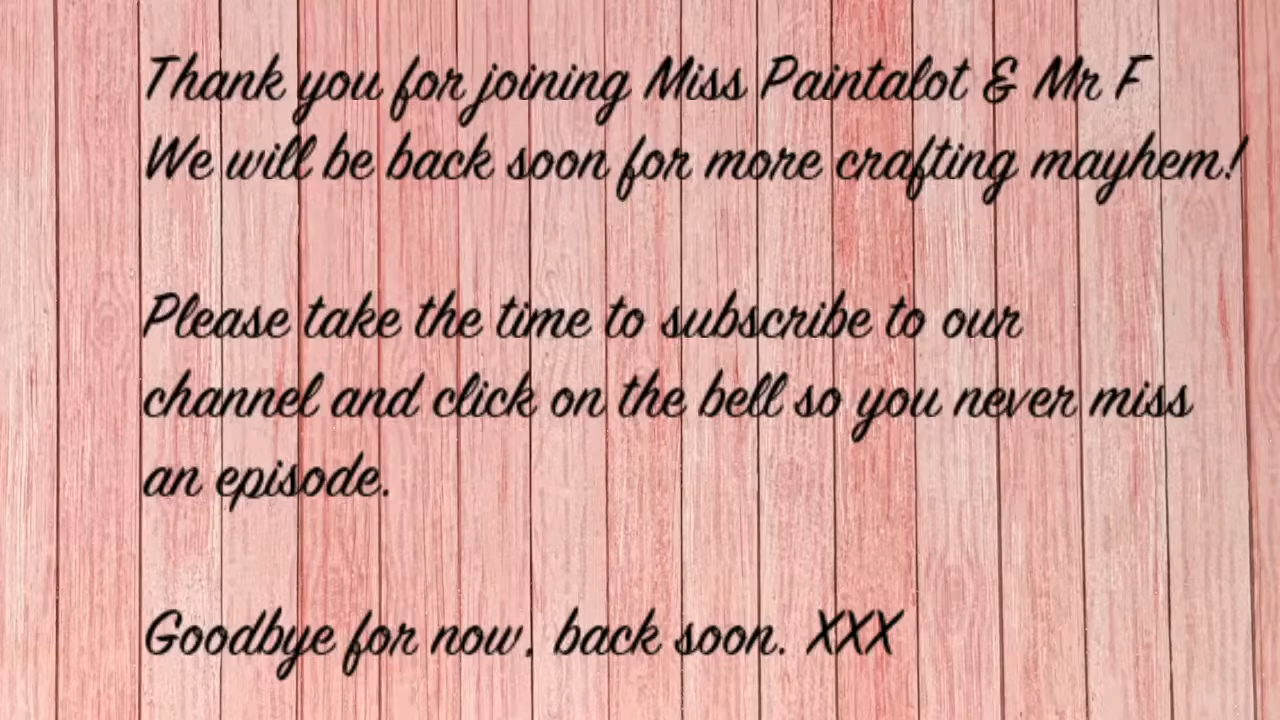 Thank you for joining Miss Paintalot & Mr F
We will be back soon for more crafting mayhem!
Please take the time to subscribe to our
channel and click on the bell so you never miss
an episode.
Goodbye for now, back soon. XXX